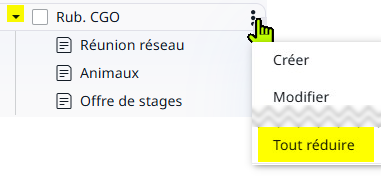 Rub. CGO
Réunion réseau
Animaux
Offre de stages
Créer
Modifier
Tout réduire